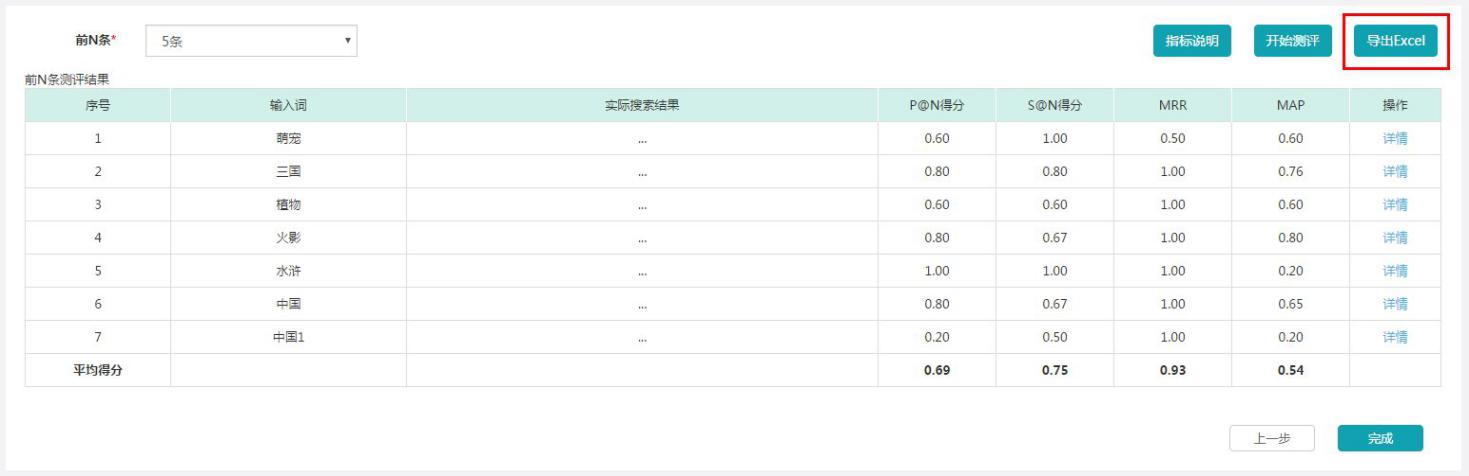 前N条* 5条 指标说明 开始测评 导出Excel
前N条测评结果
序号 输入词 实际搜索结果 P@N得分 S@N得分 MRR MAP 操作
1 萌宠 ... 0.60 1.00 0.50 0.60 详情
2 三国 ... 0.80 0.80 1.00 0.76 详情
3 植物 ... 0.60 0.60 1.00 0.60 详情
4 火影 ... 0.80 0.67 1.00 0.80 详情
5 水浒 ... 1.00 1.00 1.00 0.20 详情
6 中国 ... 0.80 0.67 1.00 0.65 详情
7 中国1 ... 0.20 0.50 1.00 0.20 详情
平均得分 0.69 0.75 0.93 0.54
上一步 完成